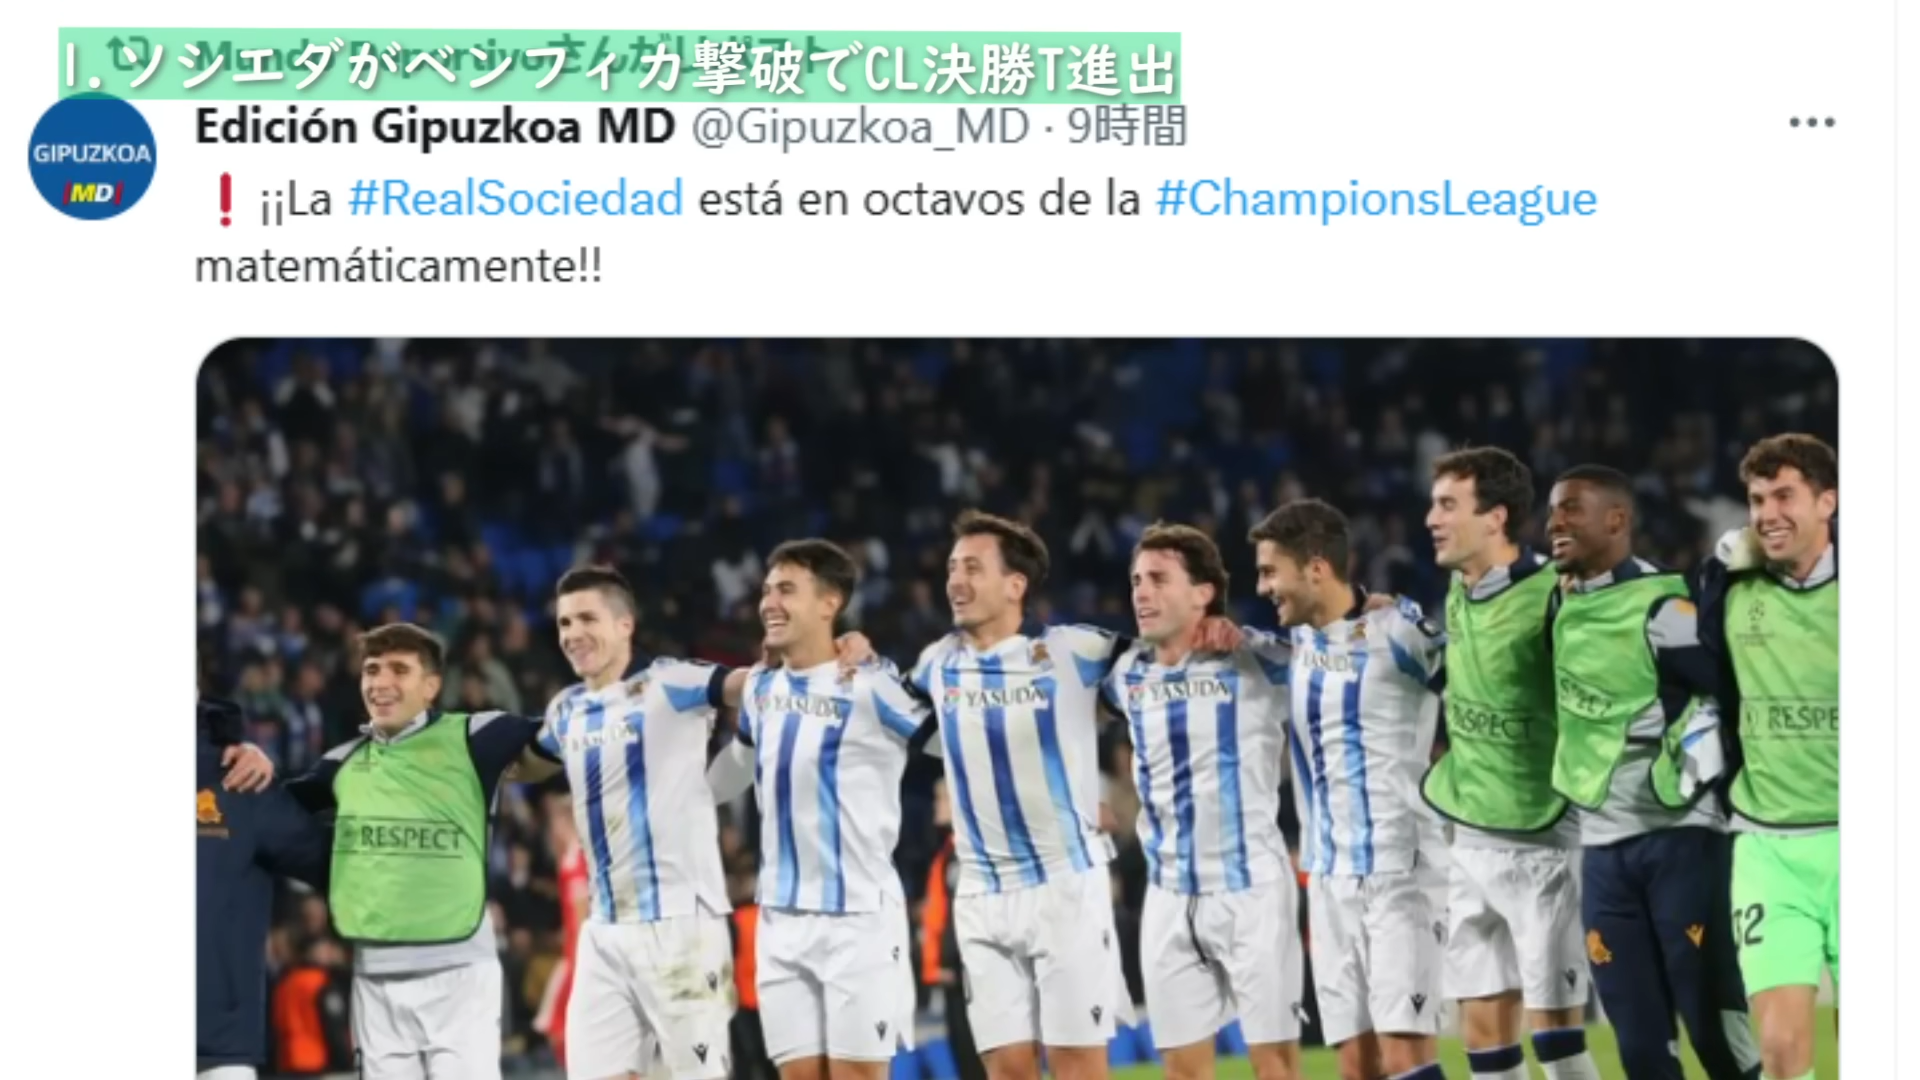 1. ソシエダがベンフィカ撃破でCL決勝T進出
Edición Gipuzkoa MD @Gipuzkoa_MD · 9時間
GIPUZKOA
MD
❗ ¡¡La #RealSociedad está en octavos de la #ChampionsLeague
matemáticamente!!
YASUDA
YASUDA
YASUDA
YASUDA
RESPECT
RESPECT
RESPE
32